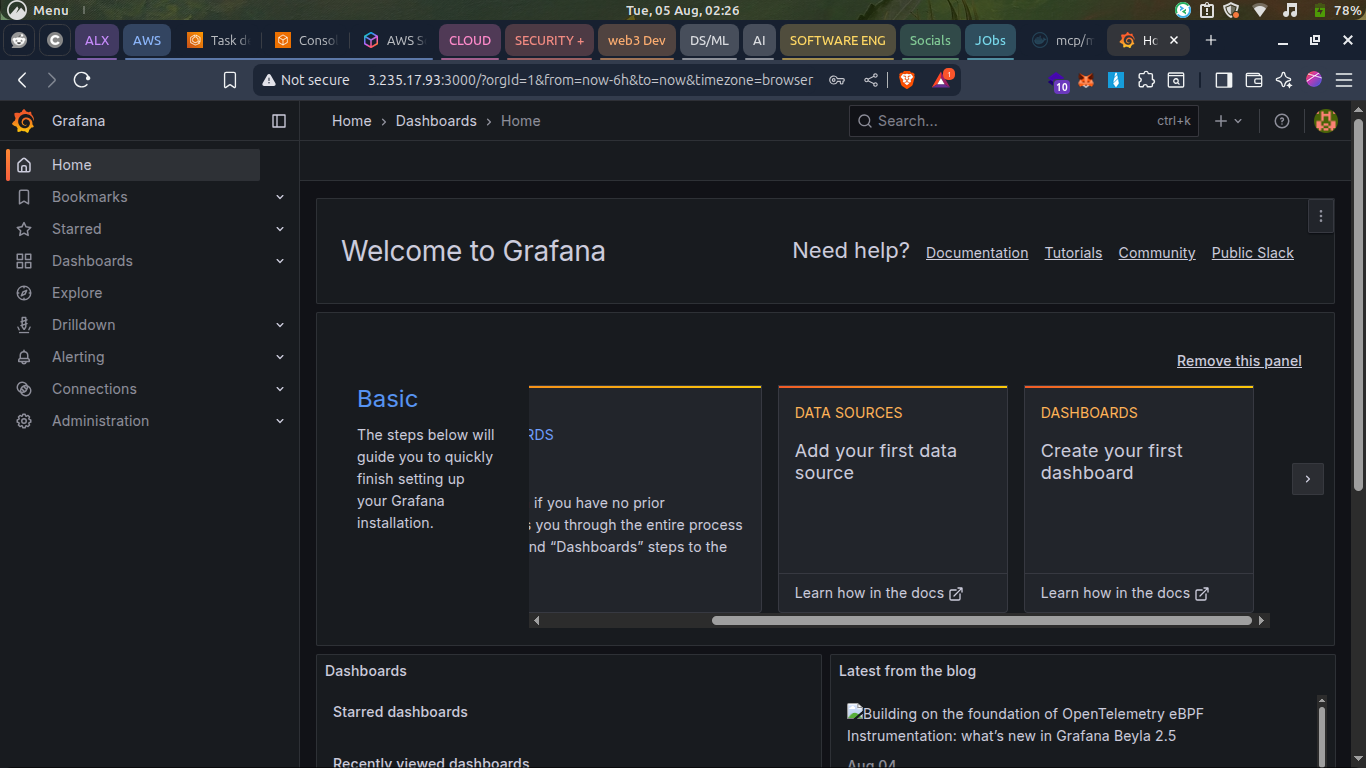 Menu
Tue, 05 Aug, 02:26
78%
ALX
AWS
Task d
Conso
AWS S
CLOUD
SECURITY +
web3 Dev
DS/ML
AI
SOFTWARE ENG
Socials
JObs
mcp/
Ho
Not secure
3.235.17.93:3000/?orgId=1&from=now-6h&to=now&timezone=browser
1
10
Grafana
Home › Dashboards › Home
Search...
ctrl+k
Home
Bookmarks
Starred
Dashboards
Explore
Drilldown
Alerting
Connections
Administration
Welcome to Grafana
Need help?
Documentation
Tutorials
Community
Public Slack
Remove this panel
Basic
The steps below will
guide you to quickly
finish setting up
your Grafana
installation.
RDS
if you have no prior
s you through the entire process
nd “Dashboards” steps to the
DATA SOURCES
Add your first data
source
Learn how in the docs
DASHBOARDS
Create your first
dashboard
Learn how in the docs
Dashboards
Starred dashboards
Recently viewed dashboards
Latest from the blog
Building on the foundation of OpenTelemetry eBPF
Instrumentation: what’s new in Grafana Beyla 2.5
Aug 04